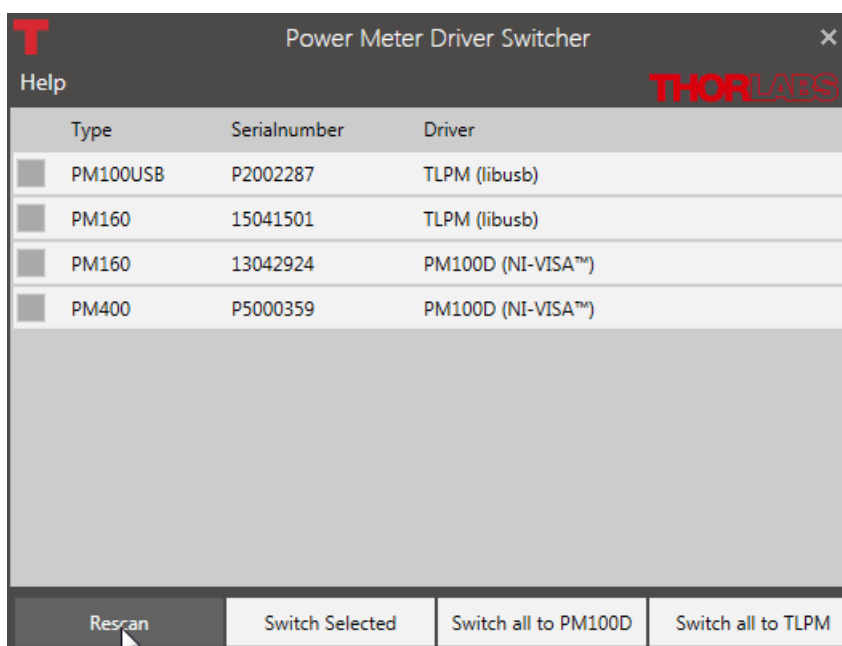 Power Meter Driver Switcher
Help
THORLABS
Type Serialnumber Driver
PM100USB P2002287 TLPM (libusb)
PM160 15041501 TLPM (libusb)
PM160 13042924 PM100D (NI-VISA™)
PM400 P5000359 PM100D (NI-VISA™)
Rescan Switch Selected Switch all to PM100D Switch all to TLPM